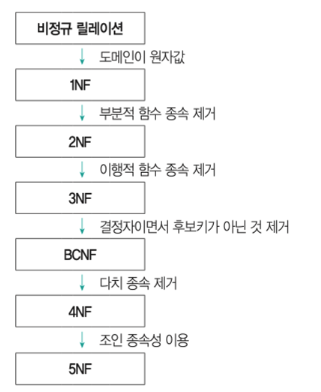 비정규 릴레이션
도메인이 원자값
1NF
부분적 함수 종속 제거
2NF
이행적 함수 종속 제거
3NF
결정자이면서 후보키가 아닌 것 제거
BCNF
다치 종속 제거
4NF
조인 종속성 이용
5NF